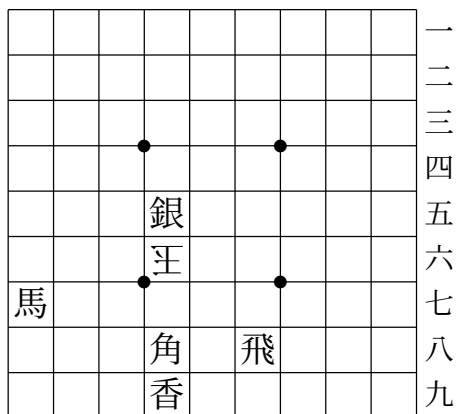 一
二
三
四
銀 五
王 六
馬 七
角 飛 八
香 九